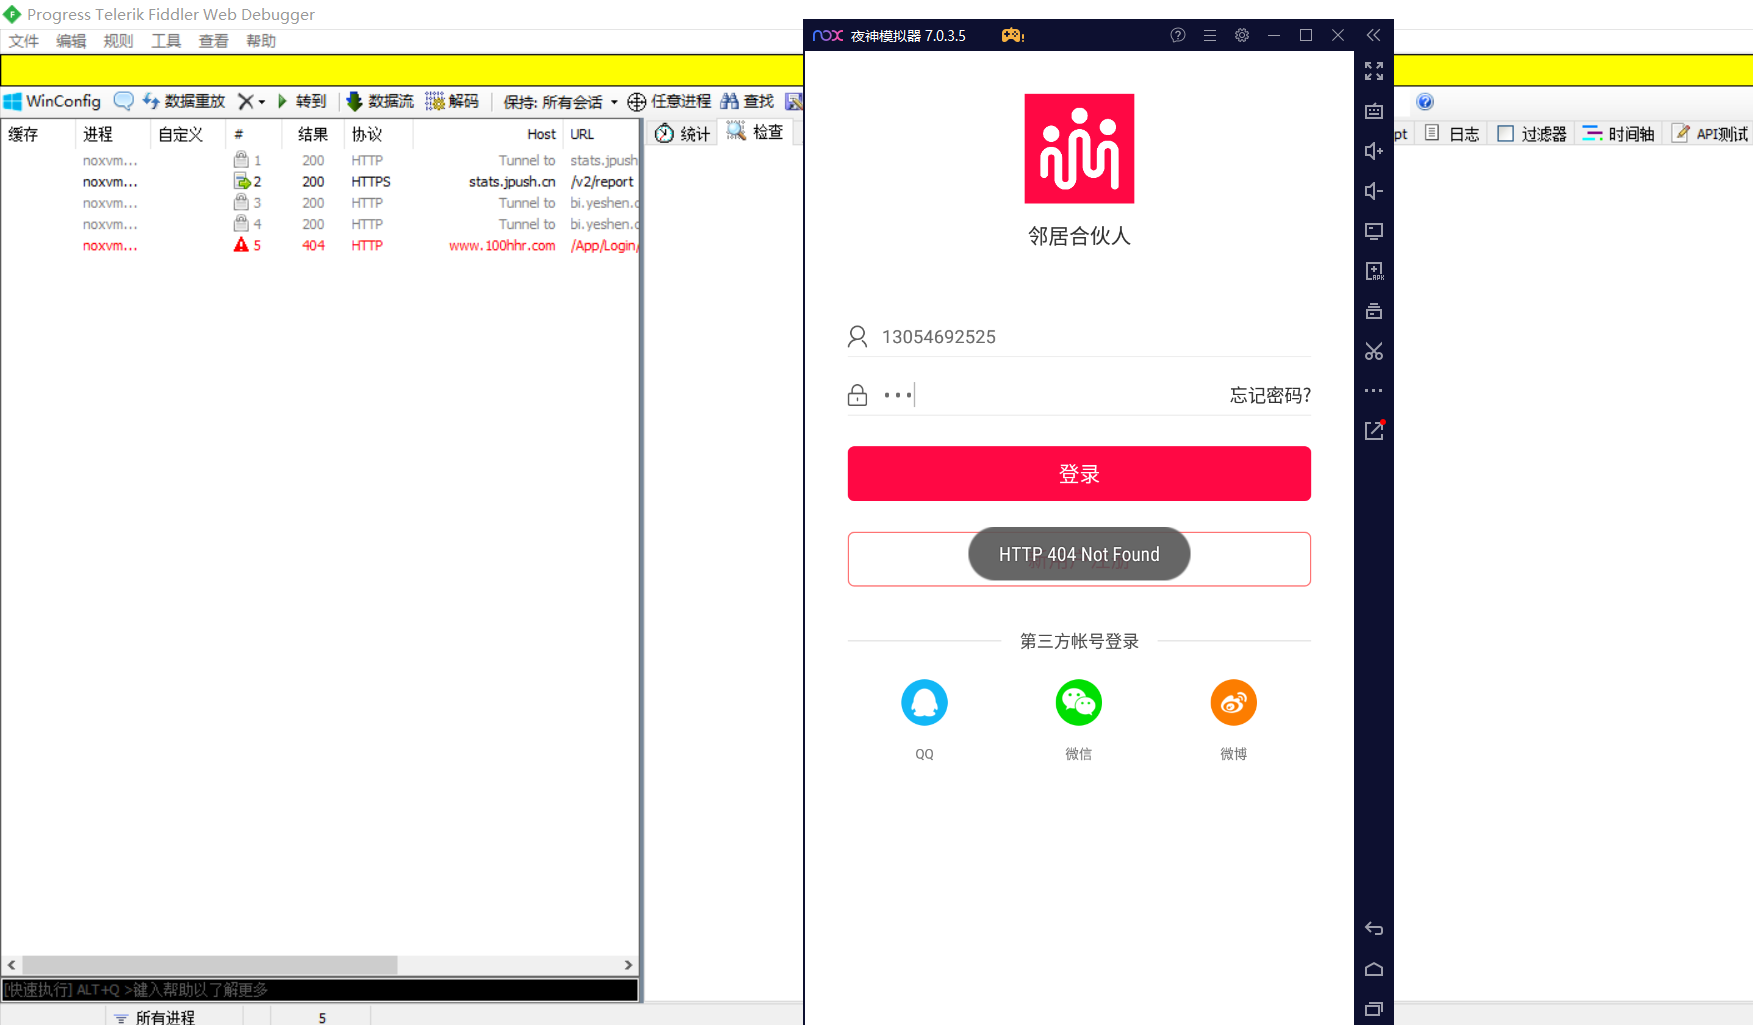 Progress Telerik Fiddler Web Debugger
文件 编辑 规则 工具 查看 帮助
WinConfig 数据重放 转到 数据流 解码 保持: 所有会话 任意进程 查找
缓存 进程 自定义 # 结果 协议 Host URL
noxvm... 1 200 HTTP Tunnel to stats.jpush
noxvm... 2 200 HTTPS stats.jpush.cn /v2/report
noxvm... 3 200 HTTP Tunnel to bi.yeshen.c
noxvm... 4 200 HTTP Tunnel to bi.yeshen.c
noxvm... 5 404 HTTP www.100hhr.com /App/Login/
统计 检查
pt 日志 过滤器 时间轴 API测试
nox 夜神模拟器 7.0.3.5
邻居合伙人
13054692525
•••
忘记密码?
登录
HTTP 404 Not Found
第三方帐号登录
QQ 微信 微博
APK
[快速执行] ALT+Q >键入帮助以了解更多
所有进程 5